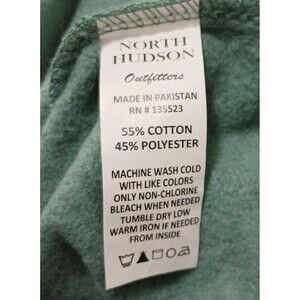 NORTH
HUDSON
Outfitters
MADE IN PAKISTAN
RN # 135523
55% COTTON
45% POLYESTER
MACHINE WASH COLD
WITH LIKE COLORS
ONLY NON-CHLORINE
BLEACH WHEN NEEDED
TUMBLE DRY LOW
WARM IRON IF NEEDED
FROM INSIDE